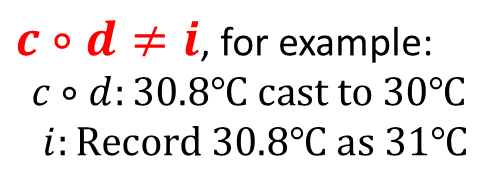 c ∘ d ≠ i, for example:
c ∘ d: 30.8°C cast to 30°C
i: Record 30.8°C as 31°C